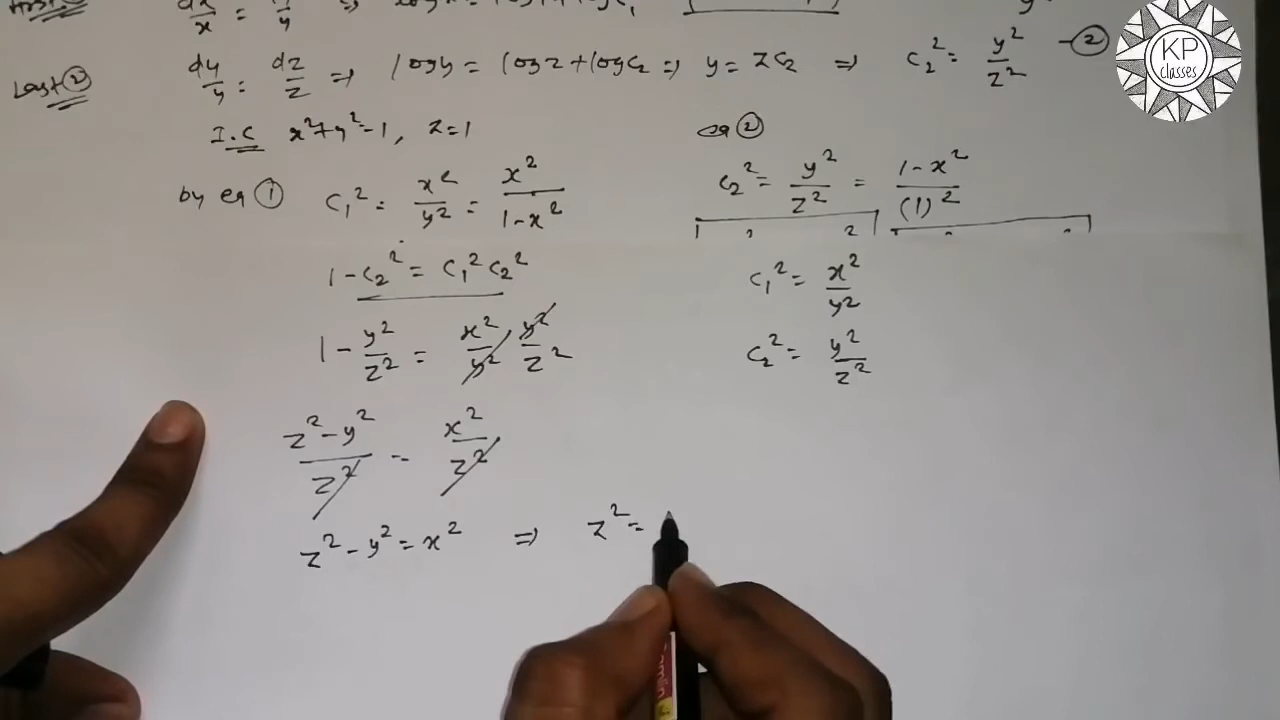 dx/x = dy/y ⇒
KP classes
Last ② dy/y = dz/z ⇒ log y = log z + log c₂ ⇒ y = z c₂ ⇒ c₂² = y²/z² – ②
I.C x² + y² = 1, z = 1
by eq ① c₁² = x²/y² = x²/1-x²
eq ②
c₂² = y²/z² = 1-x²/(1)²
1 - c₂² = c₁² c₂²
c₁² = x²/y²
1 - y²/z² = x²/y² y²/z²
c₂² = y²/z²
z² - y²/z² = x²/z²
z² - y² = x² ⇒ z² =